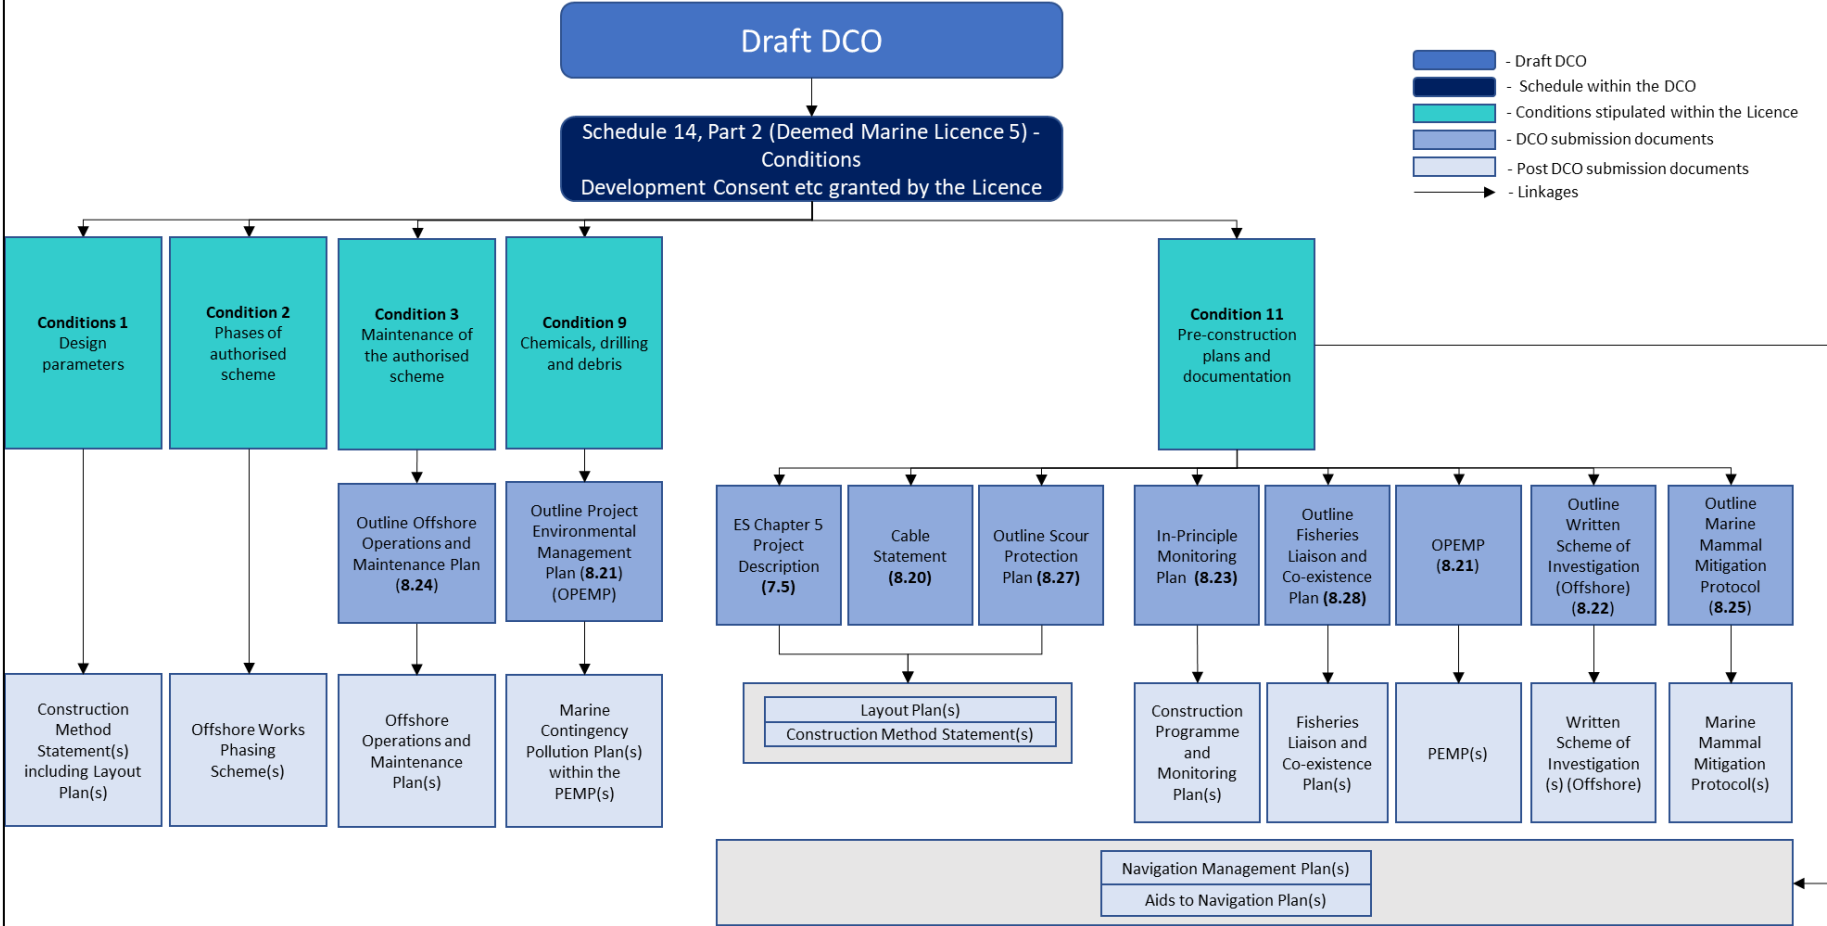 Draft DCO
Schedule 14, Part 2 (Deemed Marine Licence 5) -
Conditions
Development Consent etc granted by the Licence
- Draft DCO
- Schedule within the DCO
- Conditions stipulated within the Licence
- DCO submission documents
- Post DCO submission documents
- Linkages
Conditions 1
Design
parameters
Condition 2
Phases of
authorised
scheme
Condition 3
Maintenance of
the authorised
scheme
Condition 9
Chemicals, drilling
and debris
Condition 11
Pre-construction
plans and
documentation
Outline Offshore
Operations and
Maintenance Plan
(8.24)
Outline Project
Environmental
Management
Plan (8.21)
(OPEMP)
ES Chapter 5
Project
Description
(7.5)
Cable
Statement
(8.20)
Outline Scour
Protection
Plan (8.27)
In-Principle
Monitoring
Plan (8.23)
Outline
Fisheries
Liaison and
Co-existence
Plan (8.28)
OPEMP
(8.21)
Outline
Written
Scheme of
Investigation
(Offshore)
(8.22)
Outline
Marine
Mammal
Mitigation
Protocol
(8.25)
Construction
Method
Statement(s)
including Layout
Plan(s)
Offshore Works
Phasing
Scheme(s)
Offshore
Operations and
Maintenance
Plan(s)
Marine
Contingency
Pollution Plan(s)
within the
PEMP(s)
Layout Plan(s)
Construction Method Statement(s)
Construction
Programme
and
Monitoring
Plan(s)
Fisheries
Liaison and
Co-existence
Plan(s)
PEMP(s)
Written
Scheme of
Investigation
(s) (Offshore)
Marine
Mammal
Mitigation
Protocol(s)
Navigation Management Plan(s)
Aids to Navigation Plan(s)